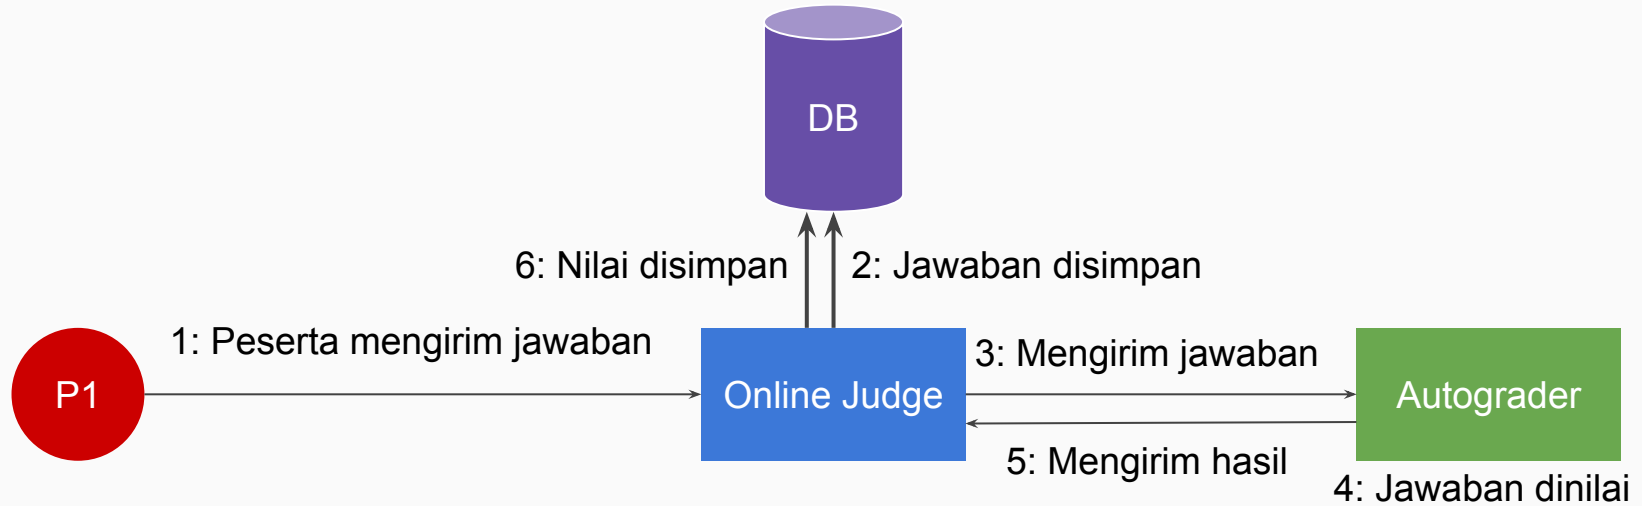 DB
6: Nilai disimpan
2: Jawaban disimpan
1: Peserta mengirim jawaban
3: Mengirim jawaban
P1
Online Judge
Autograder
5: Mengirim hasil
4: Jawaban dinilai